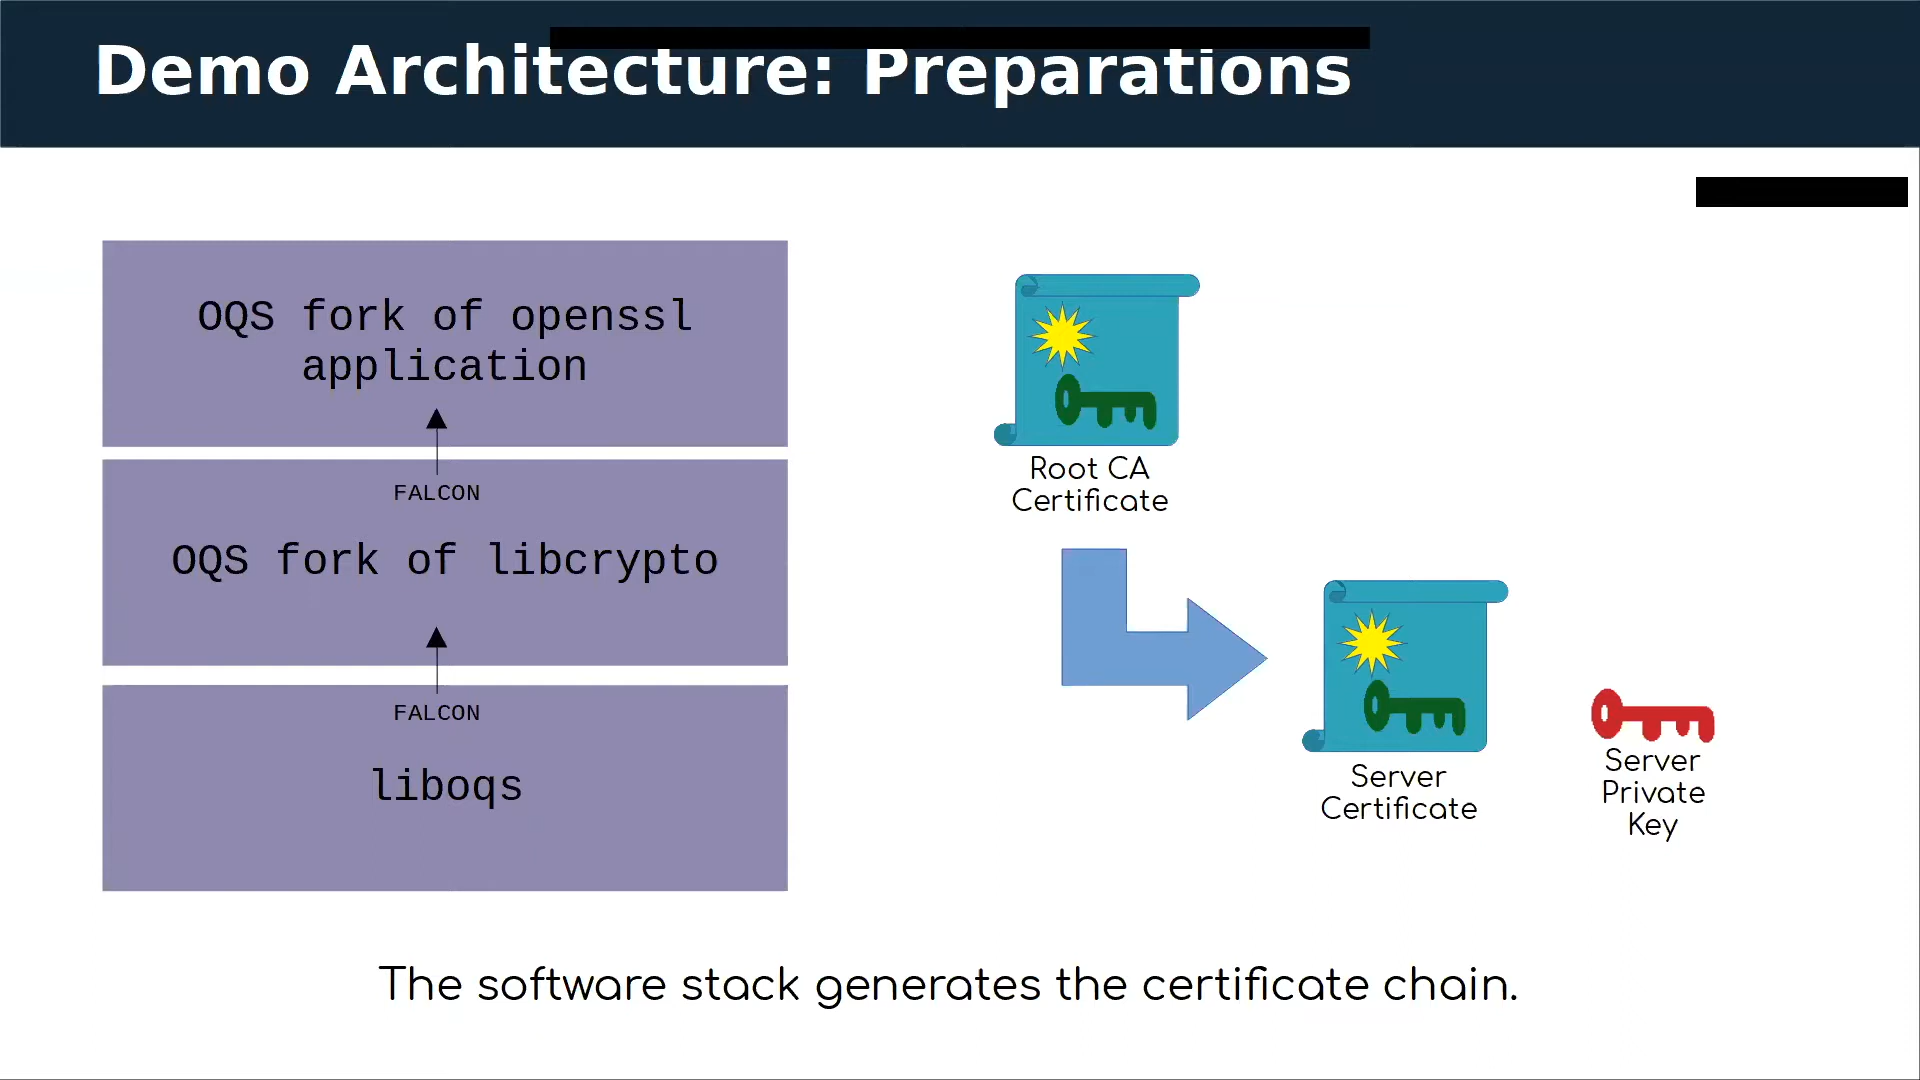 Demo Architecture: Preparations
OQS fork of openssl
application
FALCON
OQS fork of libcrypto
FALCON
liboqs
Root CA
Certificate
Server
Certificate
Server
Private
Key
The software stack generates the certificate chain.